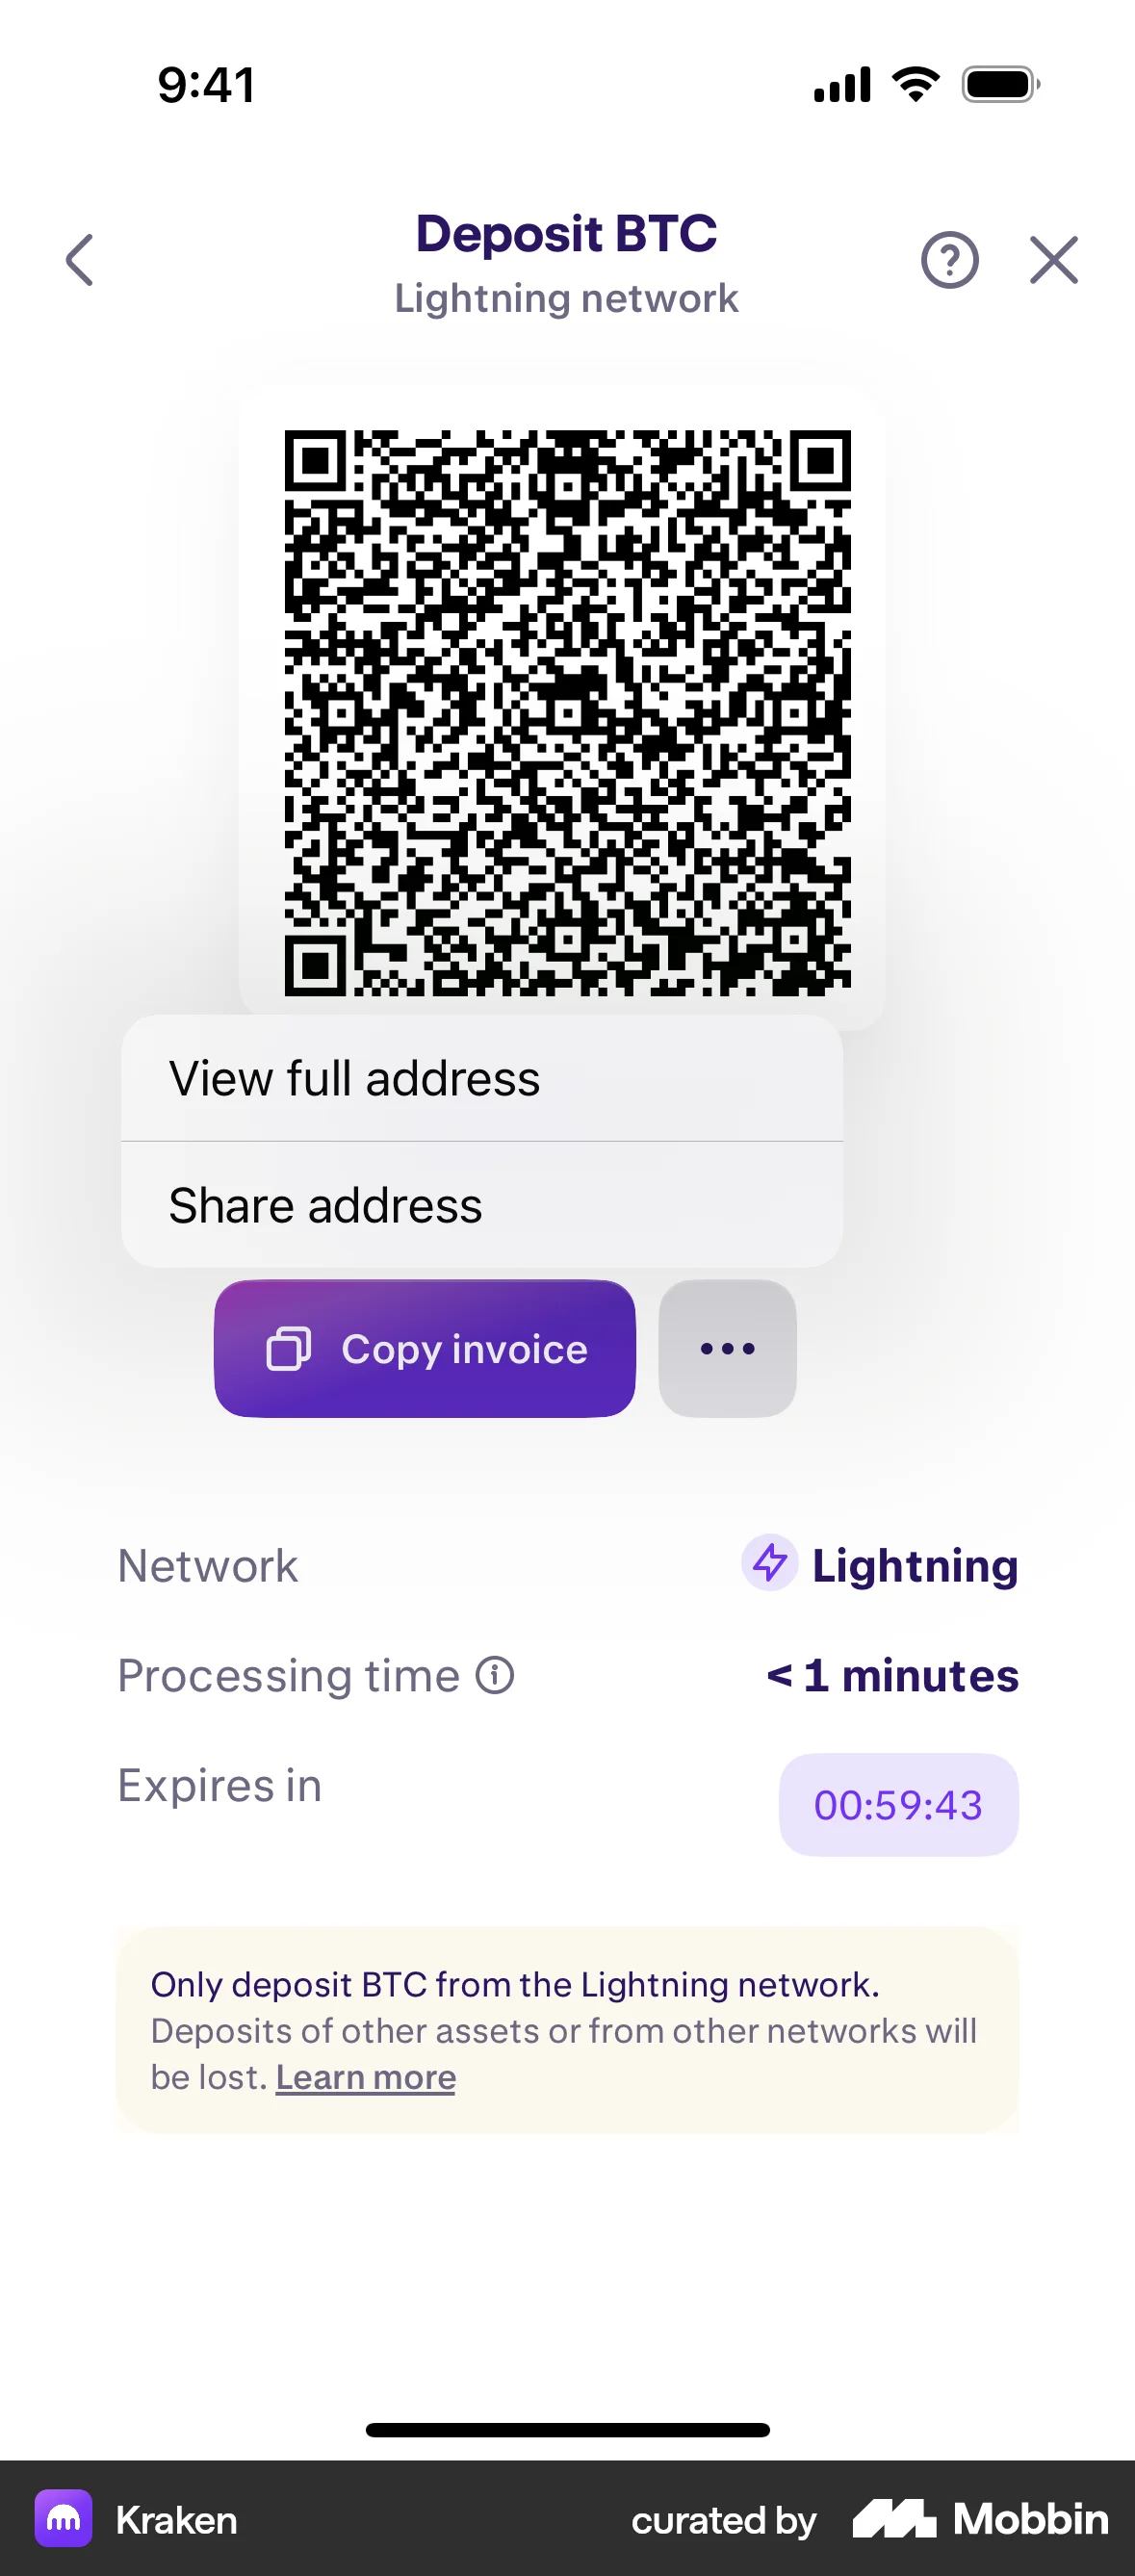 9:41
Deposit BTC
Lightning network
View full address
Share address
Copy invoice
Network
Lightning
Processing time
< 1 minutes
Expires in
00:59:43
Only deposit BTC from the Lightning network.
Deposits of other assets or from other networks will
be lost. Learn more
Kraken
curated by Mobbin